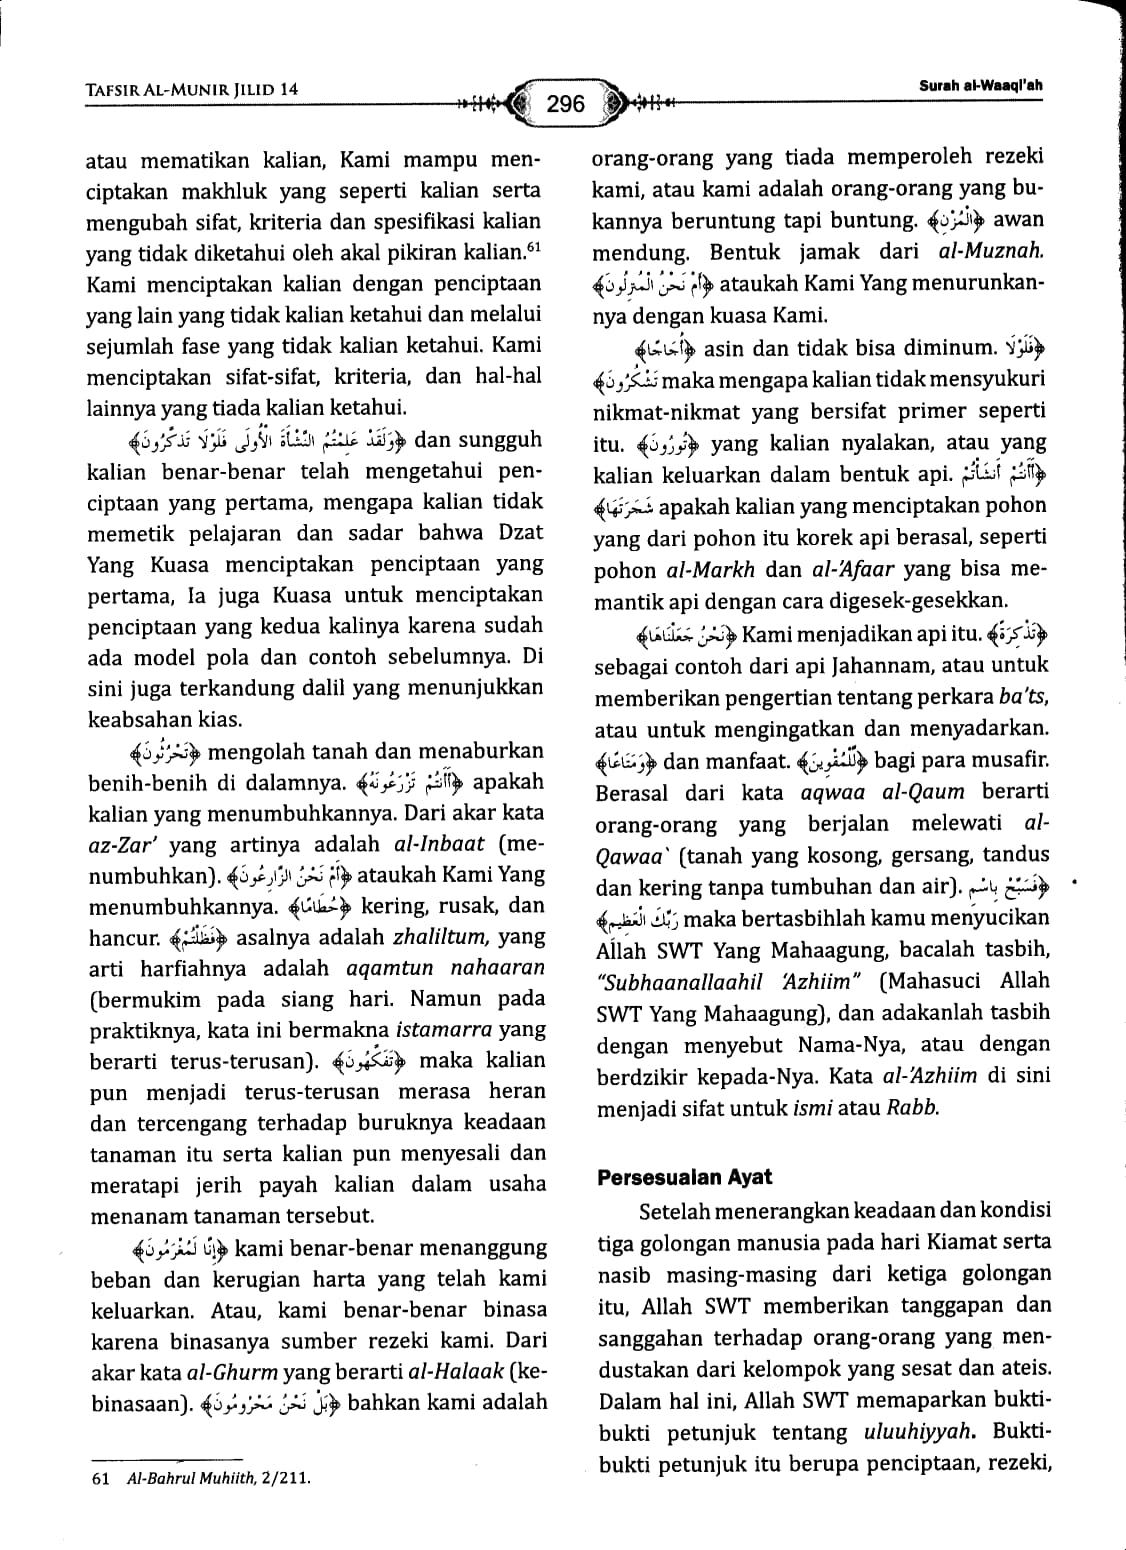 TAFSIR AL-MUNIR JILID 14
296
Surah al-Waaqi'ah
atau mematikan kalian, Kami mampu men-
ciptakan makhluk yang seperti kalian serta
mengubah sifat, kriteria dan spesifikasi kalian
yang tidak diketahui oleh akal pikiran kalian.⁶¹
Kami menciptakan kalian dengan penciptaan
yang lain yang tidak kalian ketahui dan melalui
sejumlah fase yang tidak kalian ketahui. Kami
menciptakan sifat-sifat, kriteria, dan hal-hal
lainnya yang tiada kalian ketahui.
﴿وَلَقَدْ عَلِمْتُمُ النَّشْأَةَ الْأُولَى فَلَوْلَا تَذَكَّرُونَ﴾ dan sungguh
kalian benar-benar telah mengetahui pen-
ciptaan yang pertama, mengapa kalian tidak
memetik pelajaran dan sadar bahwa Dzat
Yang Kuasa menciptakan penciptaan yang
pertama, Ia juga Kuasa untuk menciptakan
penciptaan yang kedua kalinya karena sudah
ada model pola dan contoh sebelumnya. Di
sini juga terkandung dalil yang menunjukkan
keabsahan kias.
﴿تَحْرُثُونَ﴾ mengolah tanah dan menaburkan
benih-benih di dalamnya. ﴿أَأَنتُمْ تَزْرَعُونَهُ﴾ apakah
kalian yang menumbuhkannya. Dari akar kata
az-Zar' yang artinya adalah al-Inbaat (me-
numbuhkan). ﴿أَمْ نَحْنُ الزَّارِعُونَ﴾ ataukah Kami Yang
menumbuhkannya. ﴿حُطَامًا﴾ kering, rusak, dan
hancur. ﴿فَظَلْتُمْ﴾ asalnya adalah zhaliltum, yang
arti harfiahnya adalah aqamtun nahaaran
(bermukim pada siang hari. Namun pada
praktiknya, kata ini bermakna istamarra yang
berarti terus-terusan). ﴿تَفَكَّهُونَ﴾ maka kalian
pun menjadi terus-terusan merasa heran
dan tercengang terhadap buruknya keadaan
tanaman itu serta kalian pun menyesali dan
meratapi jerih payah kalian dalam usaha
menanam tanaman tersebut.
﴿إِنَّا لَمُغْرَمُونَ﴾ kami benar-benar menanggung
beban dan kerugian harta yang telah kami
keluarkan. Atau, kami benar-benar binasa
karena binasanya sumber rezeki kami. Dari
akar kata al-Ghurm yang berarti al-Halaak (ke-
binasaan). ﴿بَلْ نَحْنُ مَحْرُومُونَ﴾ bahkan kami adalah
61 Al-Bahrul Muhiith, 2/211.
orang-orang yang tiada memperoleh rezeki
kami, atau kami adalah orang-orang yang bu-
kannya beruntung tapi buntung. ﴿الْمُزْنِ﴾ awan
mendung. Bentuk jamak dari al-Muznah.
﴿أَمْ نَحْنُ الْمُنزِلُونَ﴾ ataukah Kami Yang menurunkan-
nya dengan kuasa Kami.
﴿أُجَاجًا﴾ asin dan tidak bisa diminum. ﴿فَلَوْلَا
تَشْكُرُونَ﴾ maka mengapa kalian tidak mensyukuri
nikmat-nikmat yang bersifat primer seperti
itu. ﴿تُورُونَ﴾ yang kalian nyalakan, atau yang
kalian keluarkan dalam bentuk api. ﴿أَأَنتُمْ أَنشَأْتُمْ
شَجَرَتَهَا﴾ apakah kalian yang menciptakan pohon
yang dari pohon itu korek api berasal, seperti
pohon al-Markh dan al-'Afaar yang bisa me-
mantik api dengan cara digesek-gesekkan.
﴿نَحْنُ جَعَلْنَاهَا﴾ Kami menjadikan api itu. ﴿تَذْكِرَةً﴾
sebagai contoh dari api Jahannam, atau untuk
memberikan pengertian tentang perkara ba'ts,
atau untuk mengingatkan dan menyadarkan.
﴿وَمَتَاعًا﴾ dan manfaat. ﴿لِّلْمُقْوِينَ﴾ bagi para musafir.
Berasal dari kata aqwaa al-Qaum berarti
orang-orang yang berjalan melewati al-
Qawaa` (tanah yang kosong, gersang, tandus
dan kering tanpa tumbuhan dan air). ﴿فَسَبِّحْ بِاسْمِ
رَبِّكَ الْعَظِيمِ﴾ maka bertasbihlah kamu menyucikan
Allah SWT Yang Mahaagung, bacalah tasbih,
“Subhaanallaahil ‘Azhiim” (Mahasuci Allah
SWT Yang Mahaagung), dan adakanlah tasbih
dengan menyebut Nama-Nya, atau dengan
berdzikir kepada-Nya. Kata al-'Azhiim di sini
menjadi sifat untuk ismi atau Rabb.
Persesuaian Ayat
Setelah menerangkan keadaan dan kondisi
tiga golongan manusia pada hari Kiamat serta
nasib masing-masing dari ketiga golongan
itu, Allah SWT memberikan tanggapan dan
sanggahan terhadap orang-orang yang men-
dustakan dari kelompok yang sesat dan ateis.
Dalam hal ini, Allah SWT memaparkan bukti-
bukti petunjuk tentang uluuhiyyah. Bukti-
bukti petunjuk itu berupa penciptaan, rezeki,